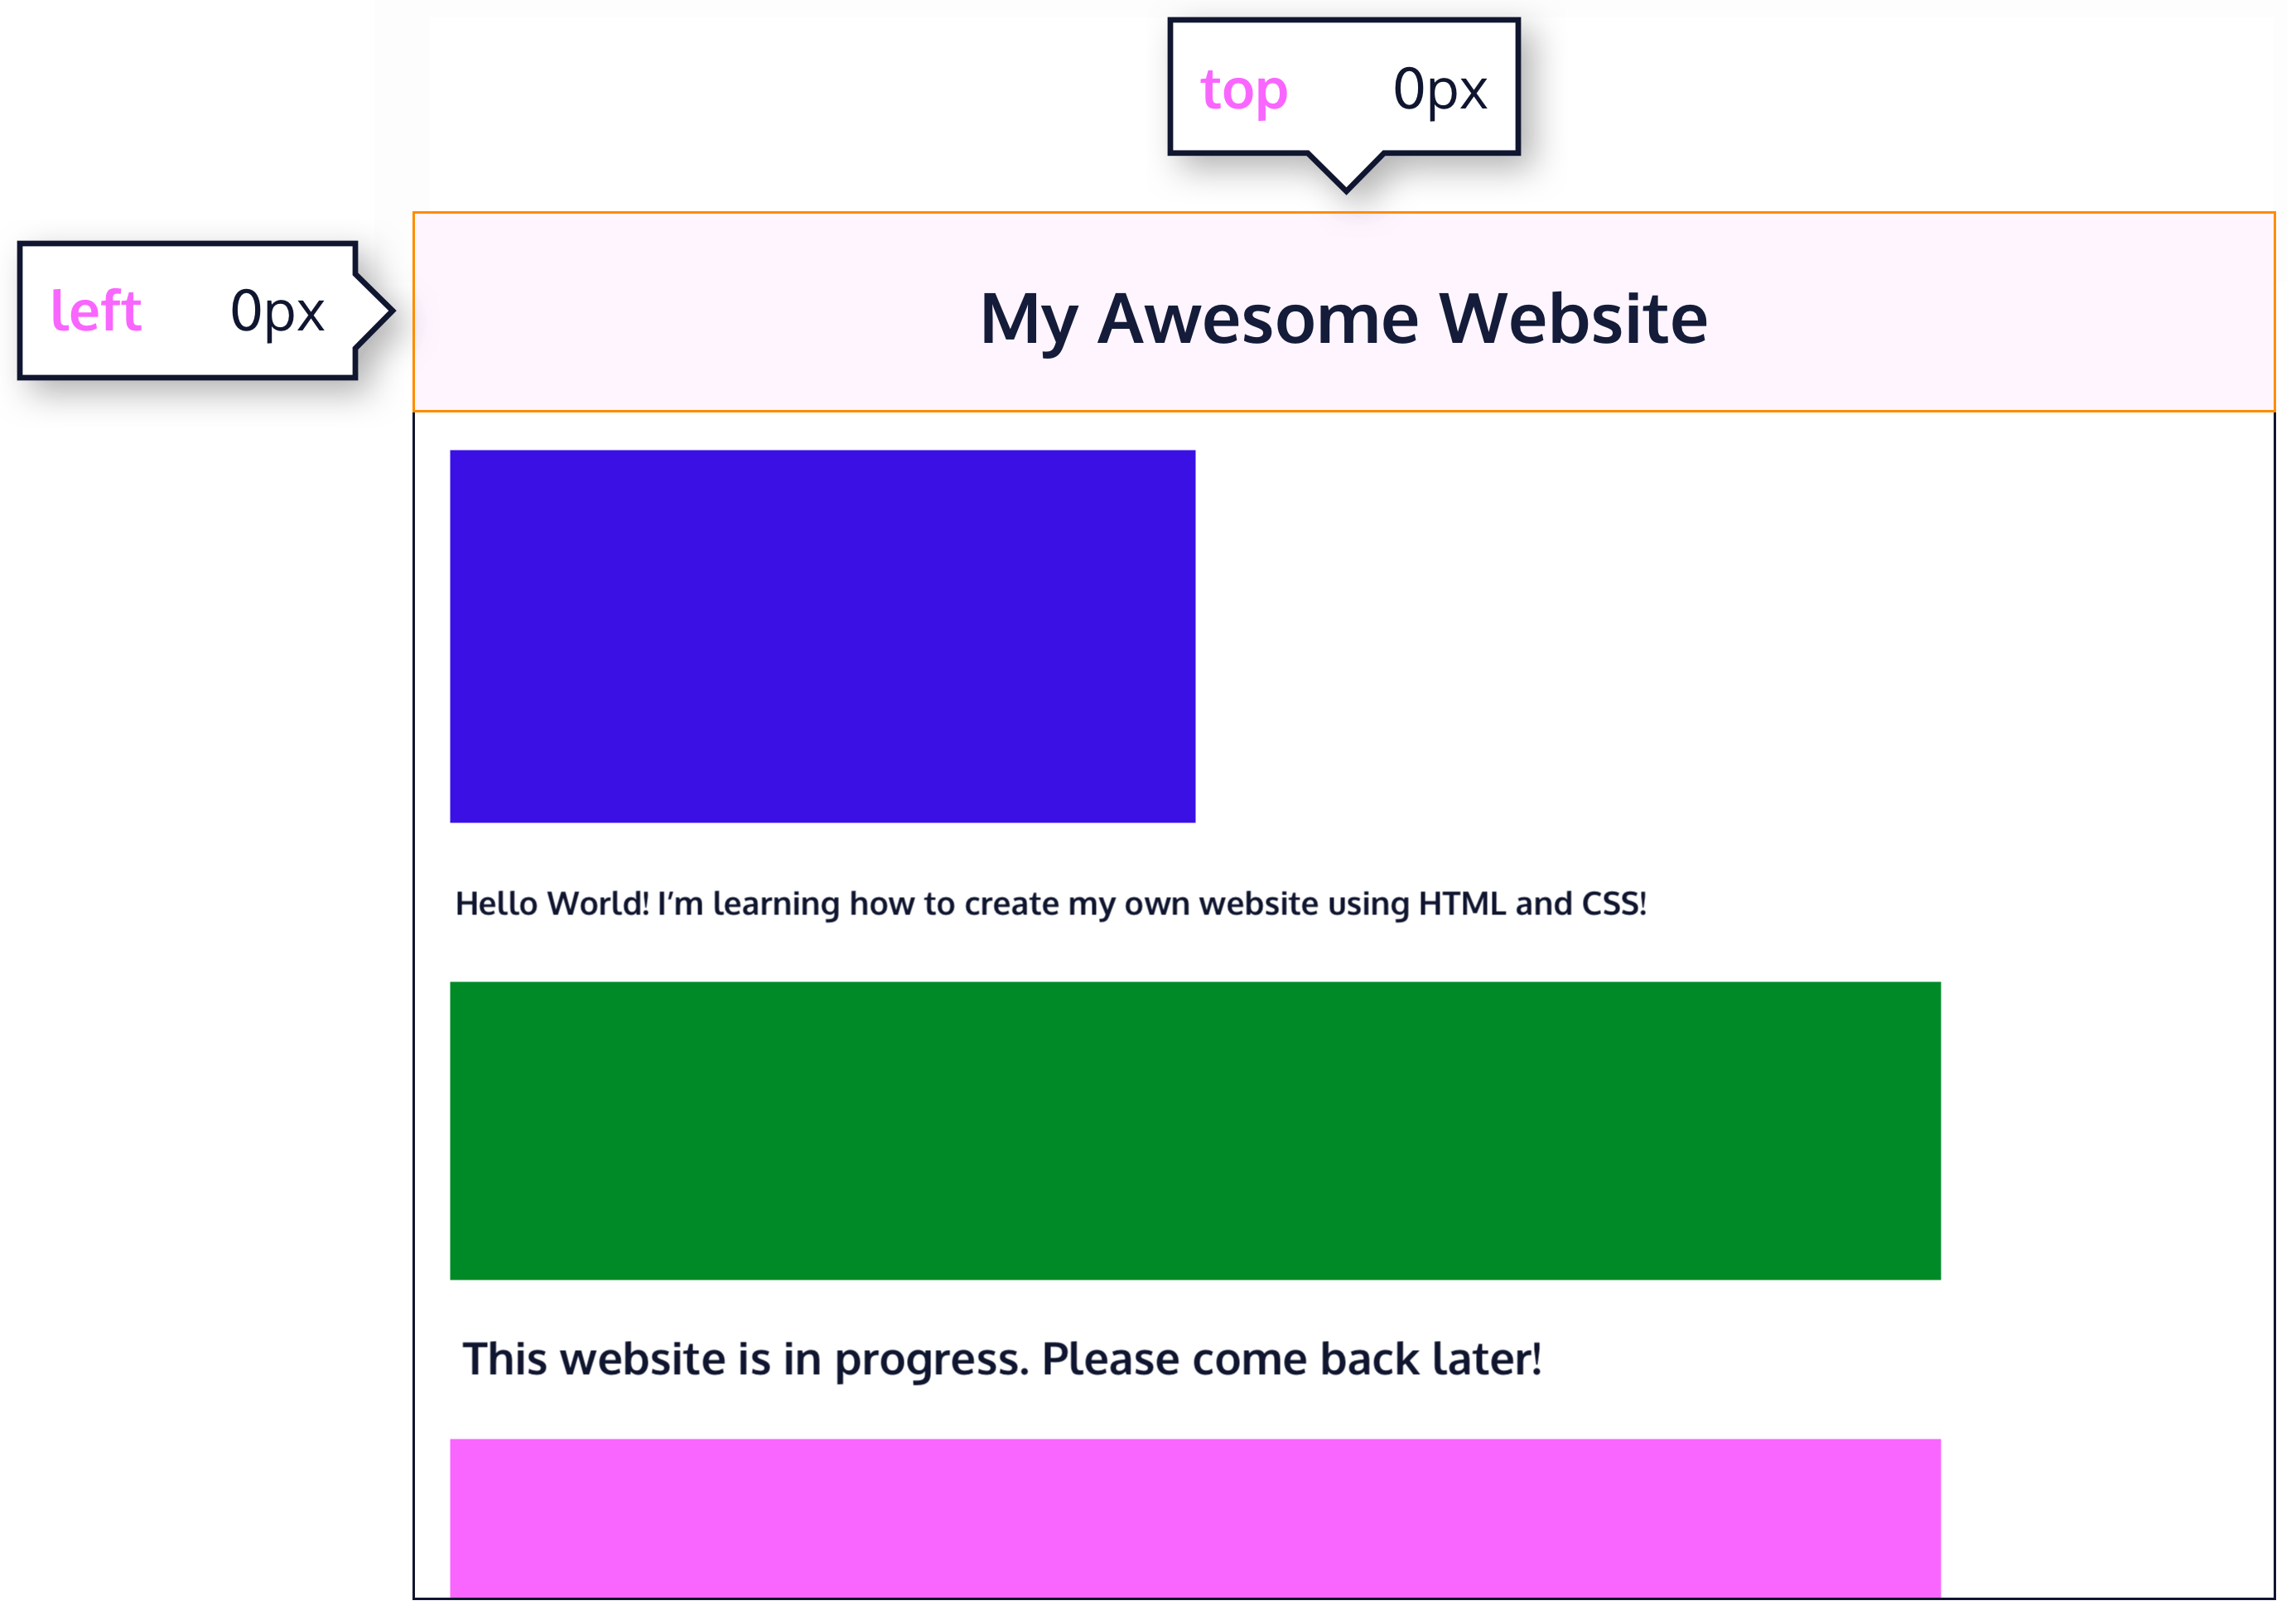 top 0px
left 0px
My Awesome Website
Hello World! I’m learning how to create my own website using HTML and CSS!
This website is in progress. Please come back later!